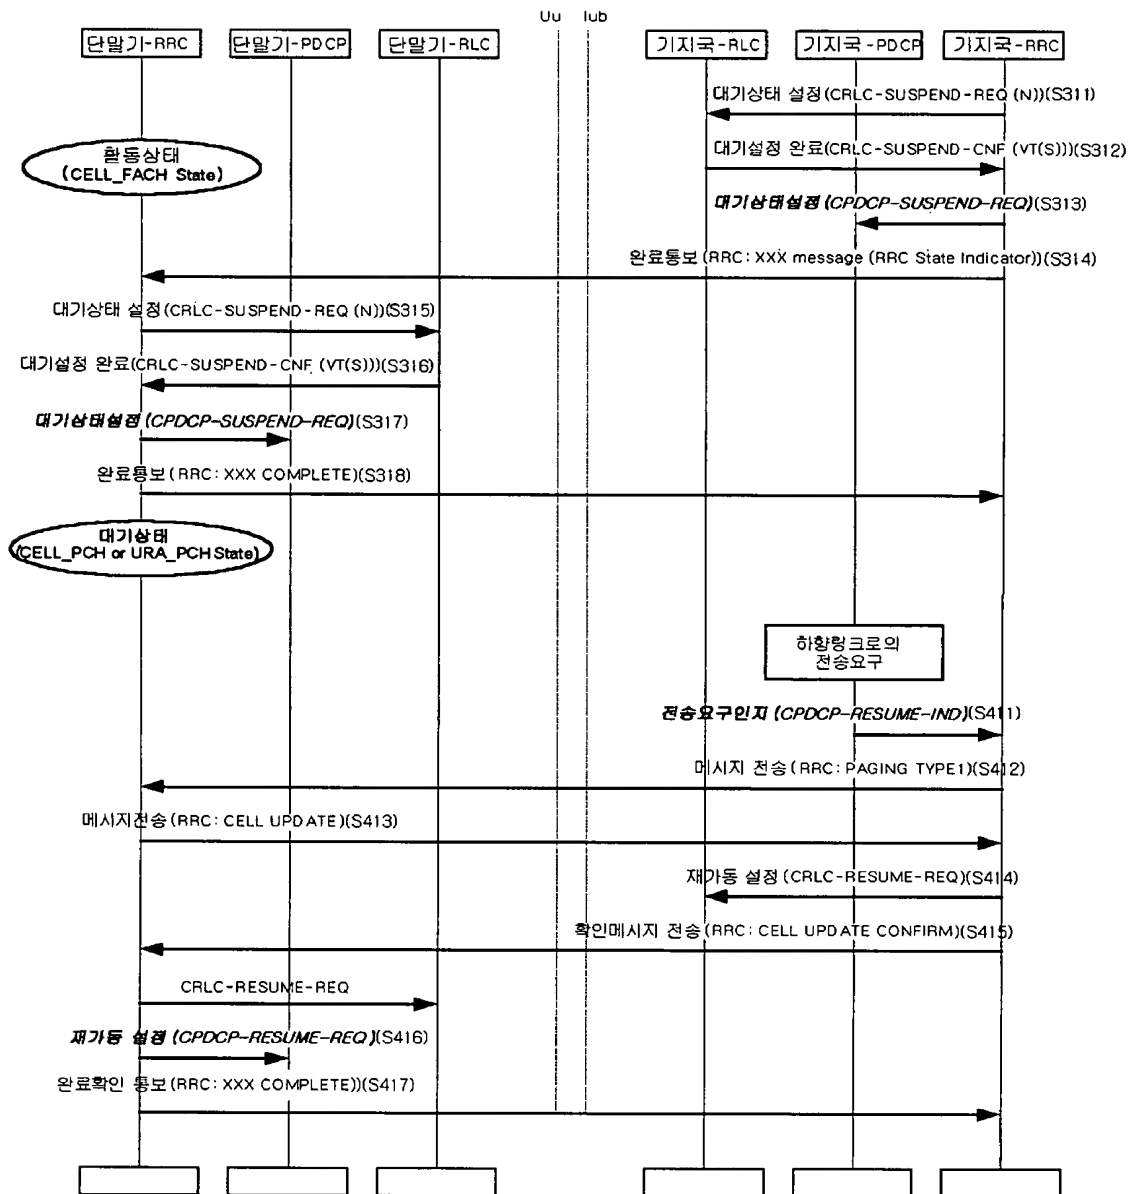 Uu Iub
단말기-RRC 단말기-PDCP 단말기-RLC 기지국-RLC 기지국-PDCP 기지국-RRC
대기상태 설정(CRLC-SUSPEND-REQ (N))(S311)
대기설정 완료(CRLC-SUSPEND-CNF (VT(S)))(S312)
활동상태
(CELL_FACH State)
대기상태설정(CPDCP-SUSPEND-REQ)(S313)
완료통보(RRC: XXX message (RRC State Indicator))(S314)
대기상태 설정(CRLC-SUSPEND-REQ (N))(S315)
대기설정 완료(CRLC-SUSPEND-CNF (VT(S)))(S316)
대기상태설정(CPDCP-SUSPEND-REQ)(S317)
완료통보(RRC: XXX COMPLETE)(S318)
대기상태
(CELL_PCH or URA_PCH State)
하향링크로의
전송요구
전송요구인지(CPDCP-RESUME-IND)(S411)
메시지 전송(RRC: PAGING TYPE1)(S412)
메시지전송(RRC: CELL UPDATE)(S413)
재가동 설정(CRLC-RESUME-REQ)(S414)
확인메시지 전송(RRC: CELL UPDATE CONFIRM)(S415)
CRLC-RESUME-REQ
재가동 설정(CPDCP-RESUME-REQ)(S416)
완료확인 통보(RRC: XXX COMPLETE))(S417)